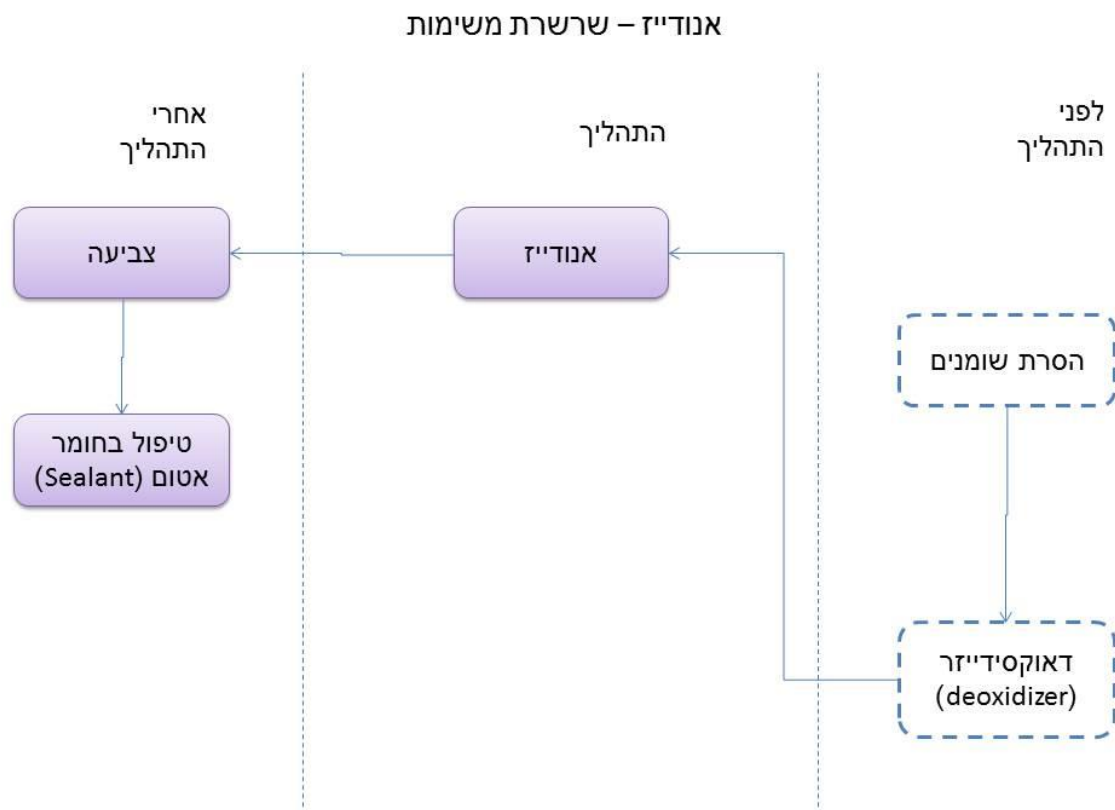 אנודייז – שרשרת משימות
לפני
התהליך
התהליך
אחרי
התהליך
הסרת שומנים
דאוקסידייזר
(deoxidizer)
אנודייז
צביעה
טיפול בחומר
אטום (Sealant)